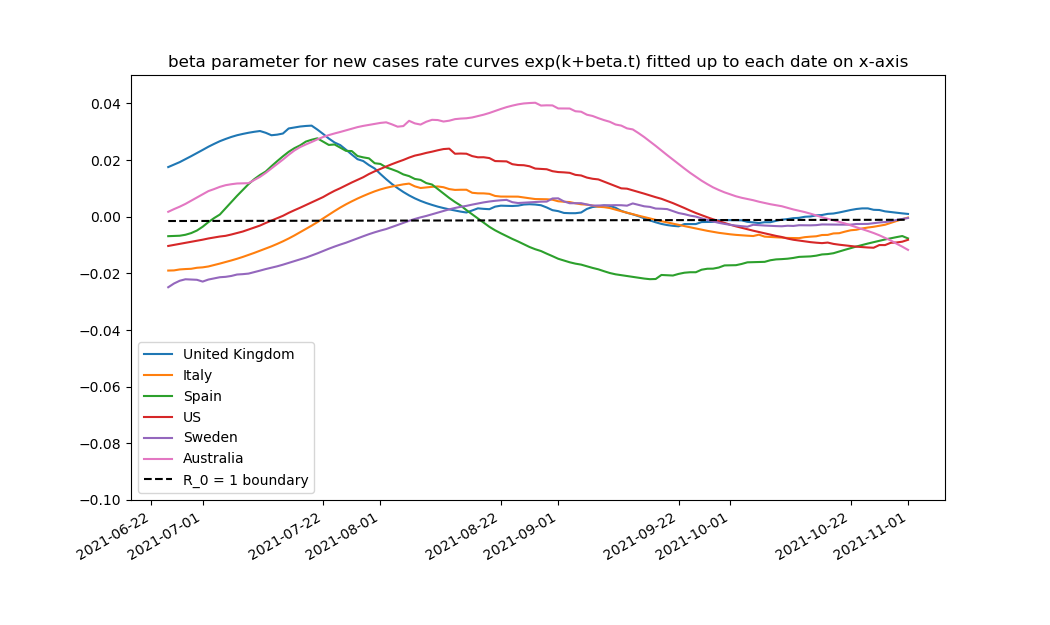 beta parameter for new cases rate curves exp(k+beta.t) fitted up to each date on x-axis
0.04
0.02
0.00
−0.02
−0.04
−0.06
−0.08
−0.10
United Kingdom
Italy
Spain
US
Sweden
Australia
R_0 = 1 boundary
2021-06-22
2021-07-01
2021-07-22
2021-08-01
2021-08-22
2021-09-01
2021-09-22
2021-10-01
2021-10-22
2021-11-01